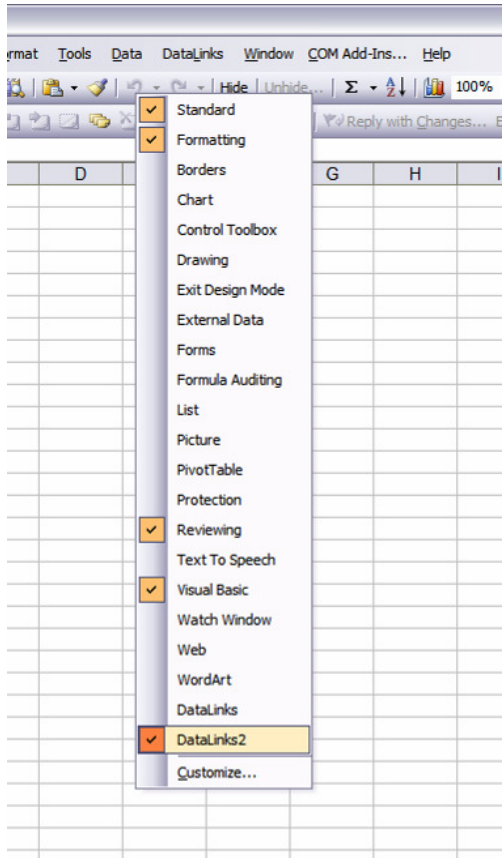 rmat Tools Data DataLinks Window COM Add-Ins... Help
Hide Unhide... Σ 100%
Reply with Changes... E
D G H I
Standard
Formatting
Borders
Chart
Control Toolbox
Drawing
Exit Design Mode
External Data
Forms
Formula Auditing
List
Picture
PivotTable
Protection
Reviewing
Text To Speech
Visual Basic
Watch Window
Web
WordArt
DataLinks
DataLinks2
Customize...